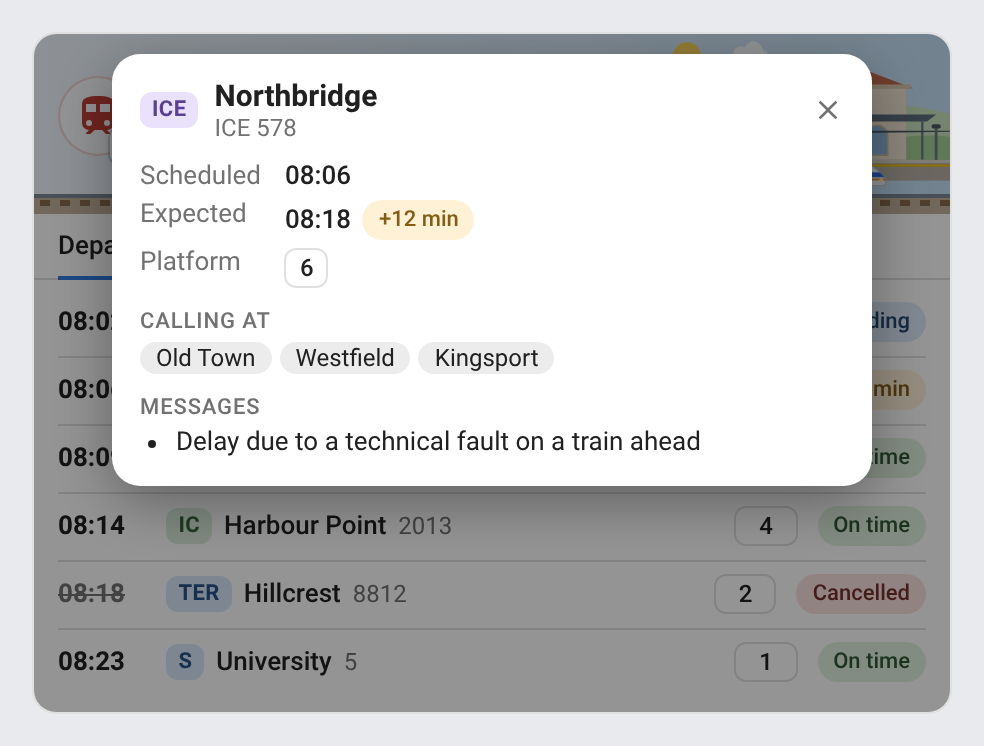 ICE Northbridge
ICE 578
Scheduled 08:06
Expected 08:18 +12 min
Platform 6
CALLING AT
Old Town Westfield Kingsport
MESSAGES
• Delay due to a technical fault on a train ahead
08:14 IC Harbour Point 2013 4 On time
08:18 TER Hillcrest 8812 2 Cancelled
08:23 S University 5 1 On time